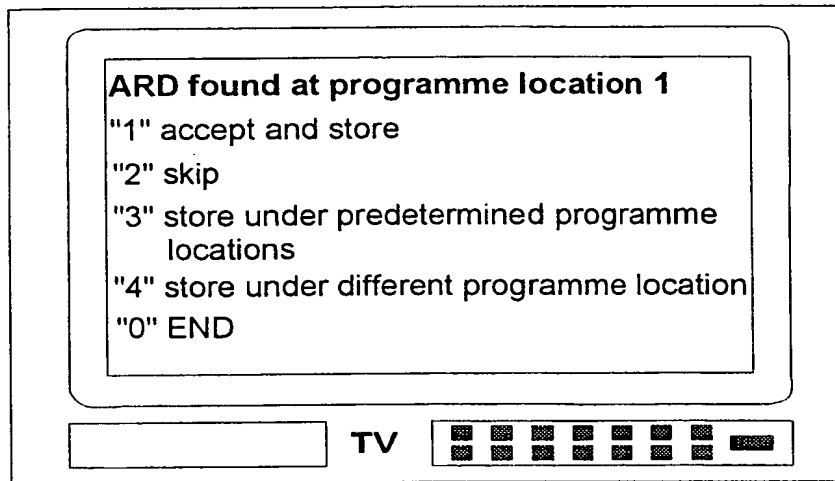 ARD found at programme location 1
"1" accept and store
"2" skip
"3" store under predetermined programme
locations
"4" store under different programme location
"0" END
TV